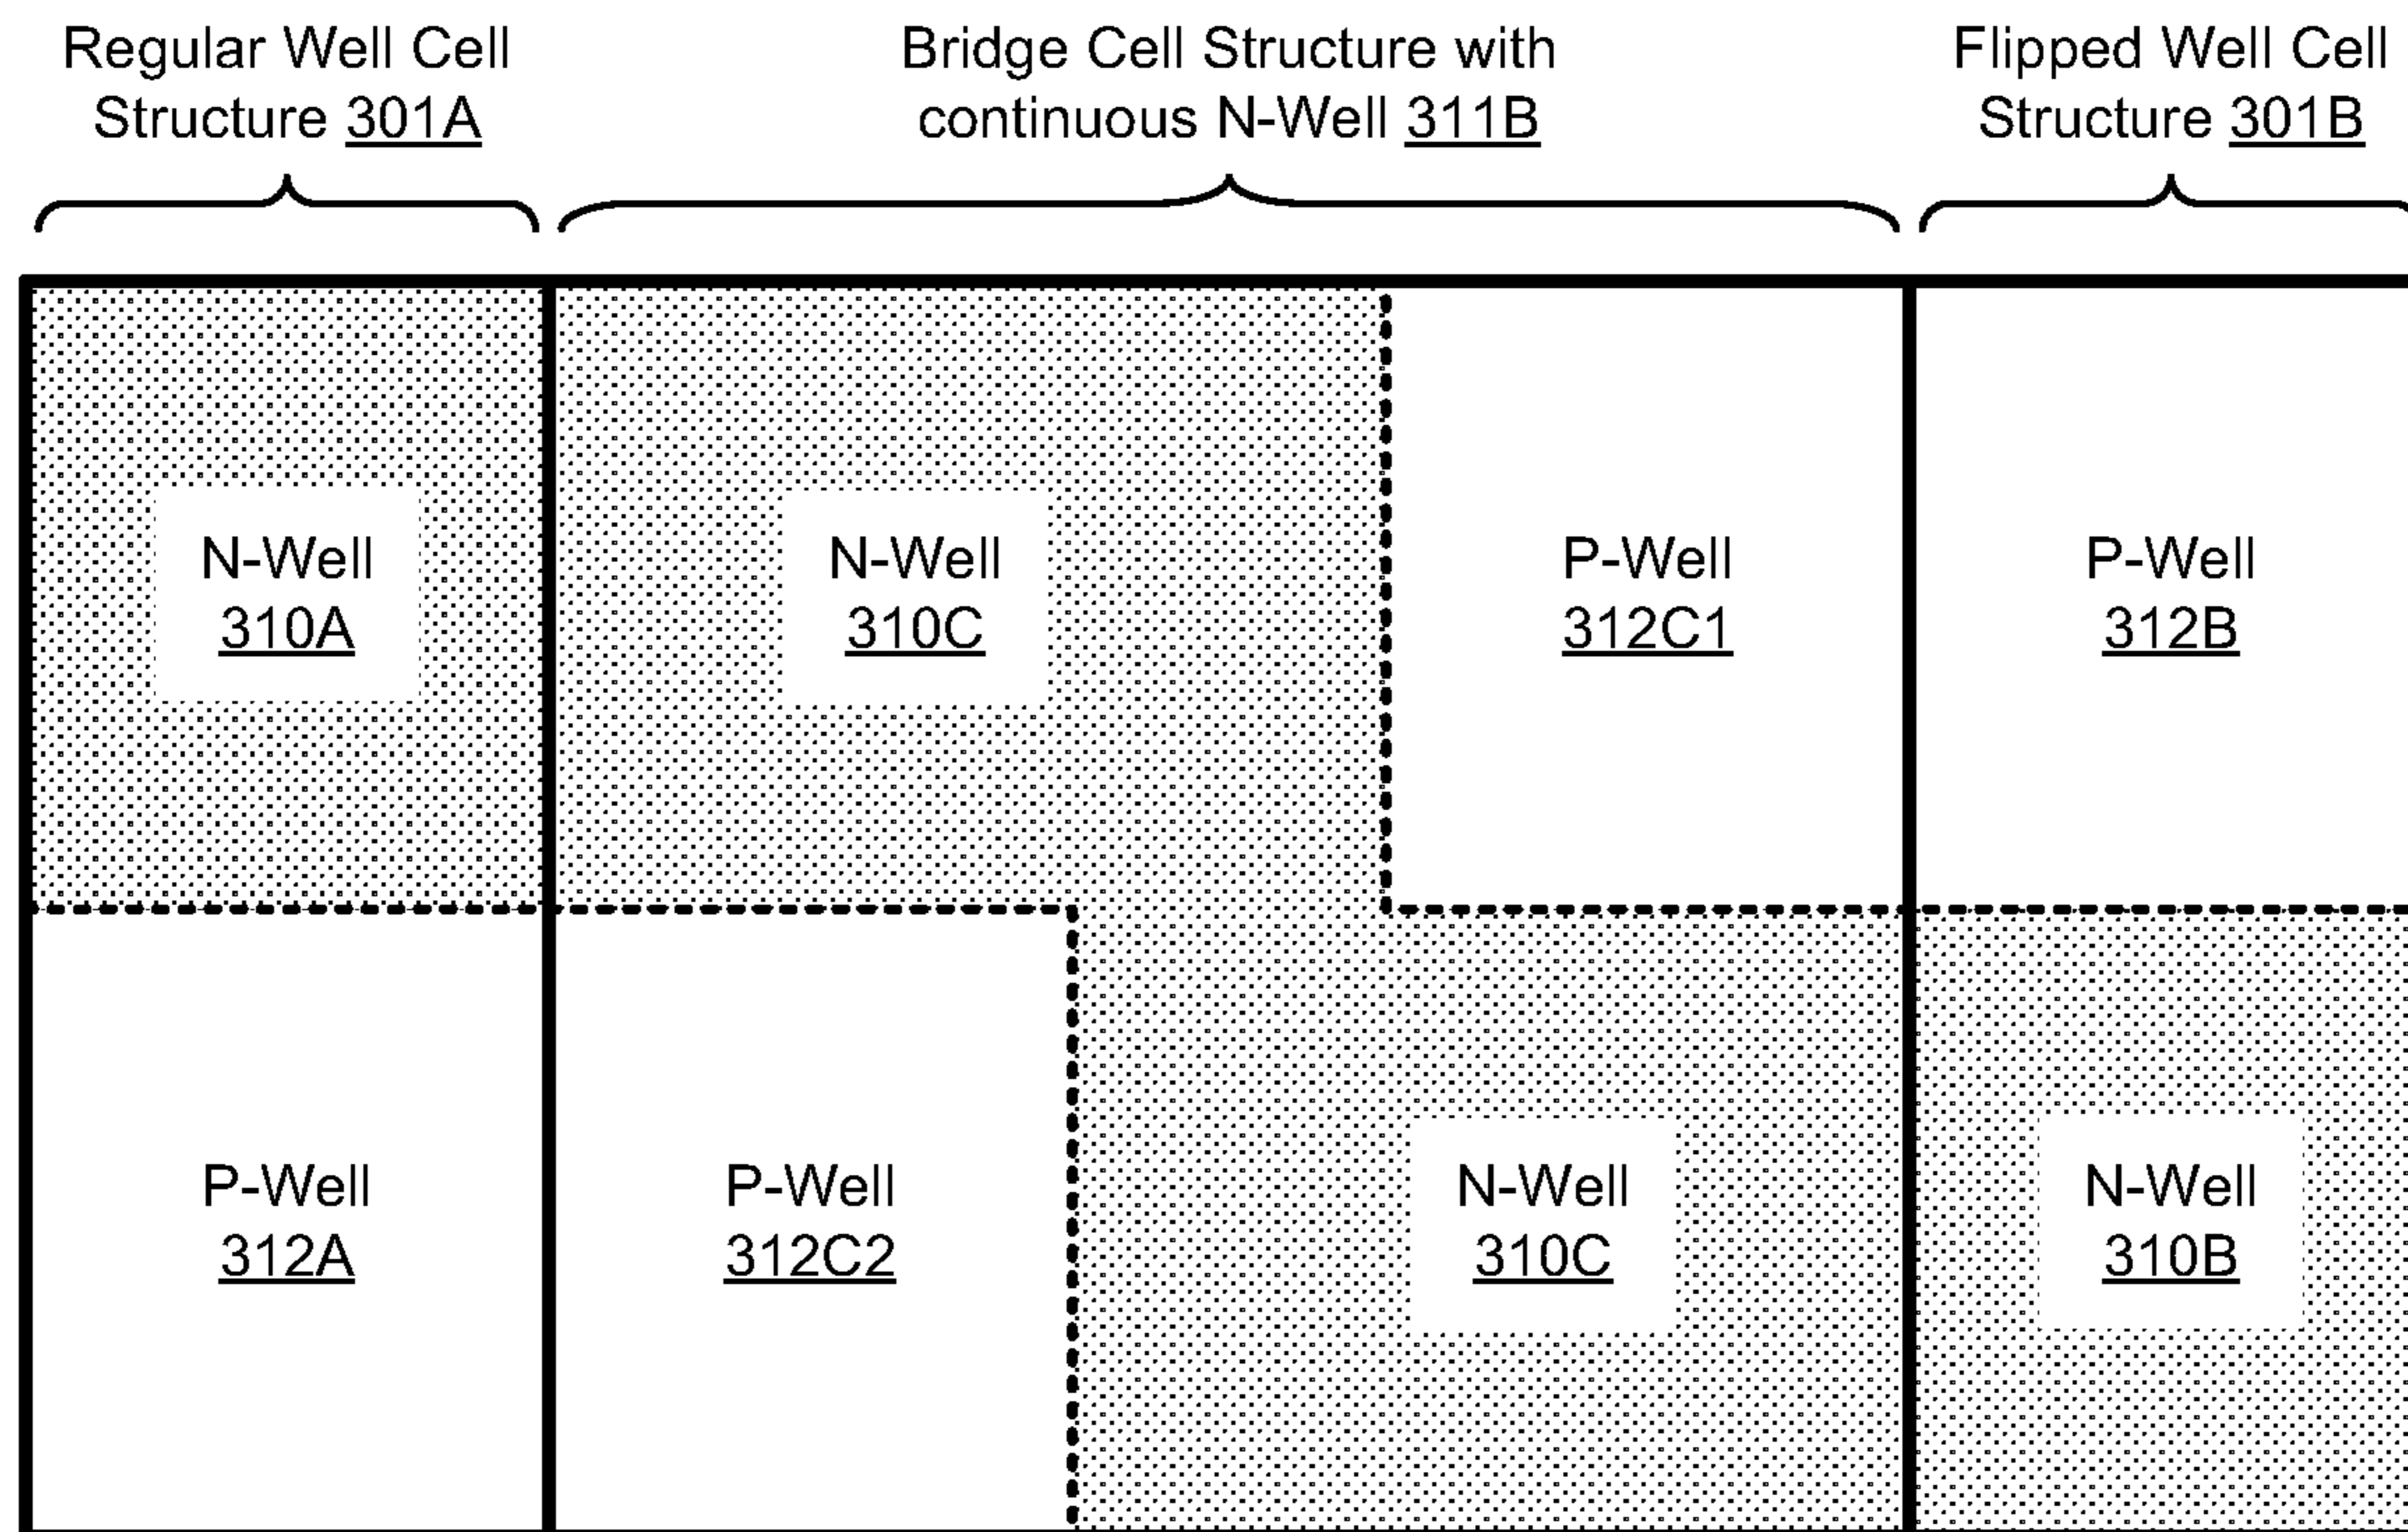 Regular Well Cell
Structure 301A
Bridge Cell Structure with
continuous N-Well 311B
Flipped Well Cell
Structure 301B
N-Well
310A
N-Well
310C
P-Well
312C1
P-Well
312B
P-Well
312A
P-Well
312C2
N-Well
310C
N-Well
310B